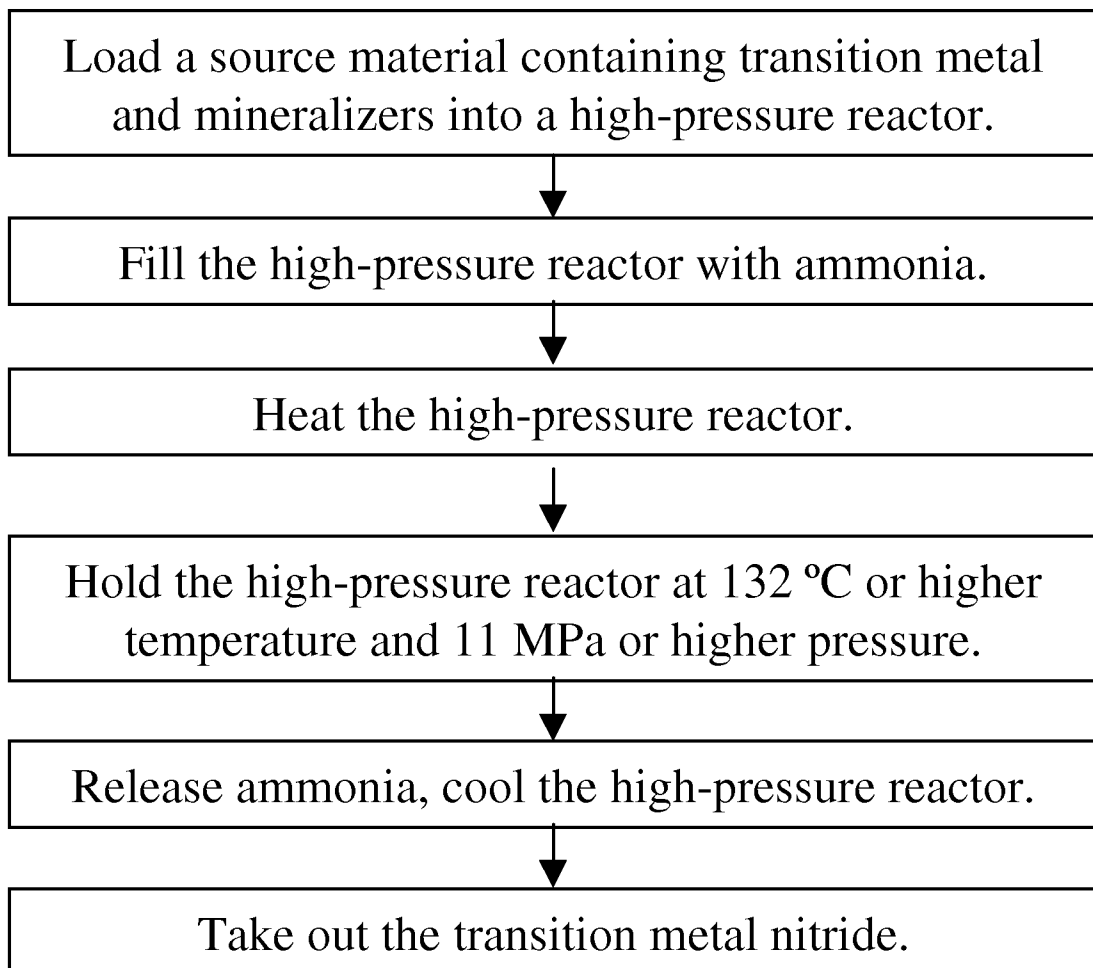 Load a source material containing transition metal
and mineralizers into a high-pressure reactor.
Fill the high-pressure reactor with ammonia.
Heat the high-pressure reactor.
Hold the high-pressure reactor at 132 ºC or higher
temperature and 11 MPa or higher pressure.
Release ammonia, cool the high-pressure reactor.
Take out the transition metal nitride.